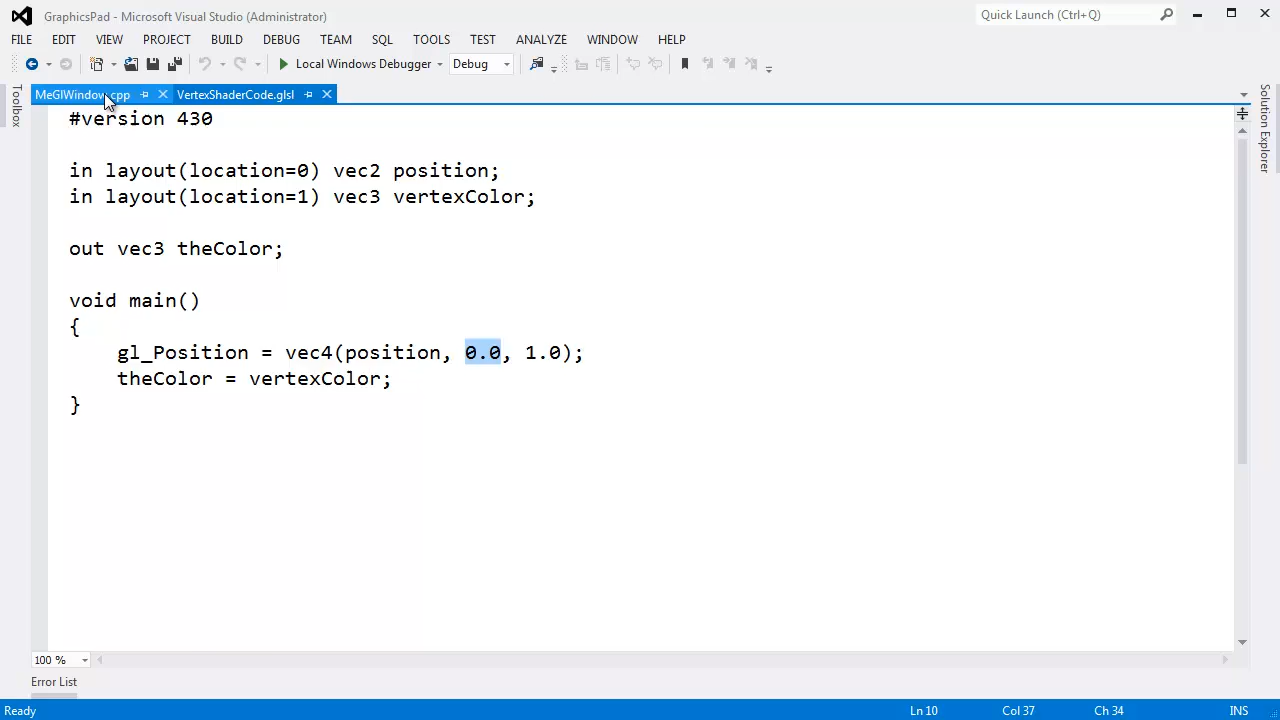 GraphicsPad - Microsoft Visual Studio (Administrator)
Quick Launch (Ctrl+Q)
FILE EDIT VIEW PROJECT BUILD DEBUG TEAM SQL TOOLS TEST ANALYZE WINDOW HELP
Local Windows Debugger Debug
MeGlWindow.cpp VertexShaderCode.glsl
Toolbox
Solution Explorer
#version 430
in layout(location=0) vec2 position;
in layout(location=1) vec3 vertexColor;
out vec3 theColor;
void main()
{
gl_Position = vec4(position, 0.0, 1.0);
theColor = vertexColor;
}
100 %
Error List
Ready Ln 10 Col 37 Ch 34 INS